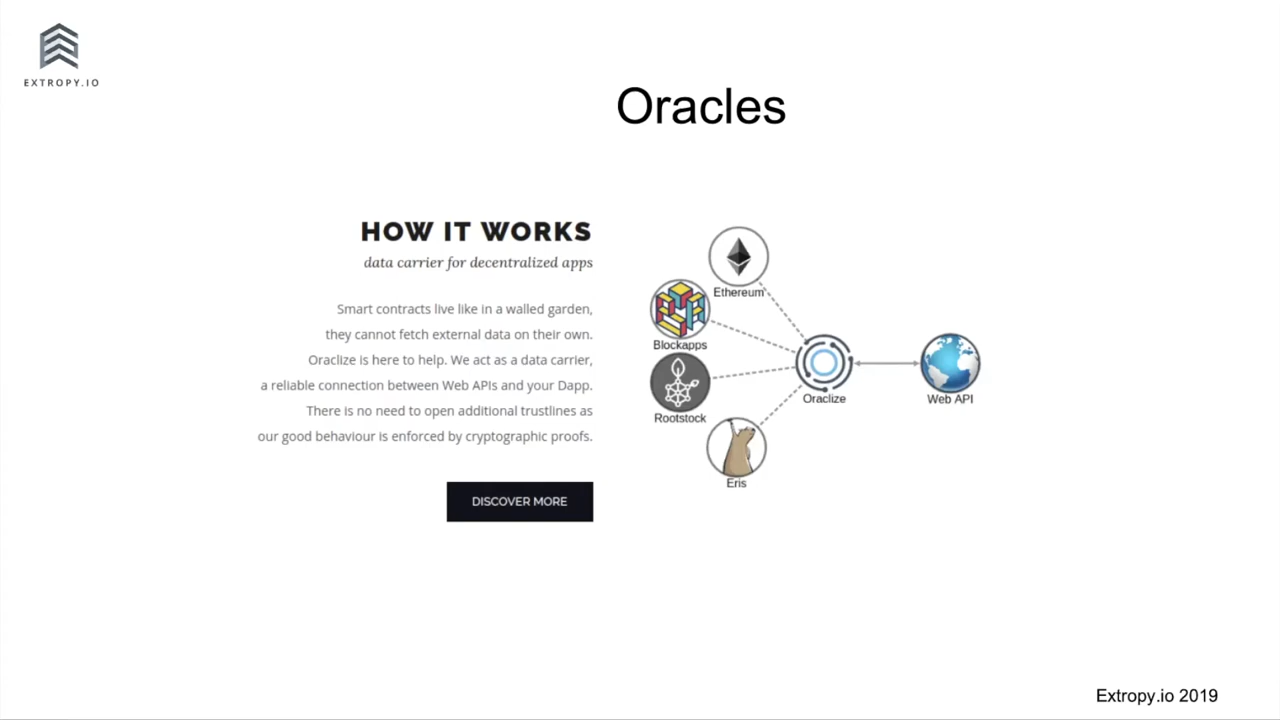 EXTROPY.IO
Oracles
HOW IT WORKS
data carrier for decentralized apps
Smart contracts live like in a walled garden,
they cannot fetch external data on their own.
Oraclize is here to help. We act as a data carrier,
a reliable connection between Web APIs and your Dapp.
There is no need to open additional trustlines as
our good behaviour is enforced by cryptographic proofs.
DISCOVER MORE
Ethereum
Blockapps
Rootstock
Eris
Oraclize
Web API
Extropy.io 2019